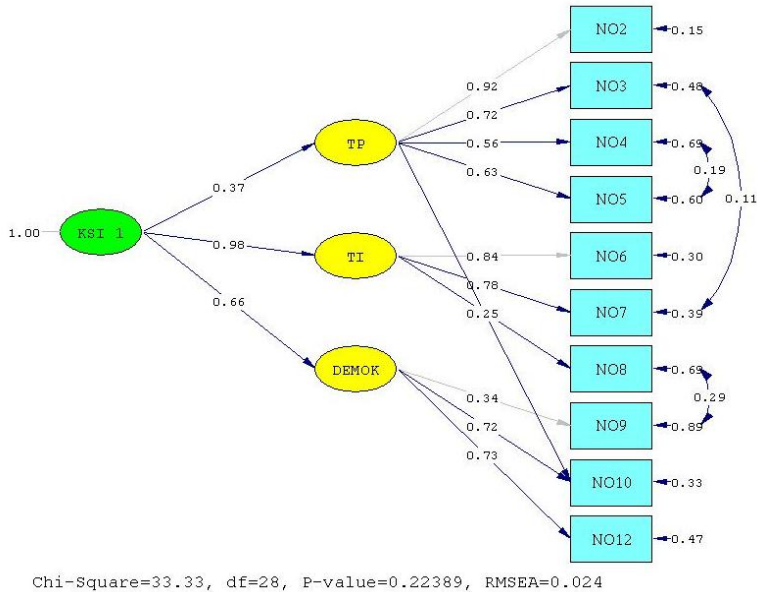 NO2
0.15
0.92
NO3
0.48
0.72
TP
0.56
NO4
0.69
0.63
0.19
0.37
NO5
0.60
0.11
1.00
KSI 1
0.98
TI
0.84
NO6
0.30
0.78
0.66
0.25
NO7
0.39
DEMOK
NO8
0.69
0.34
0.29
0.72
NO9
0.89
0.73
NO10
0.33
NO12
0.47
Chi-Square=33.33, df=28, P-value=0.22389, RMSEA=0.024